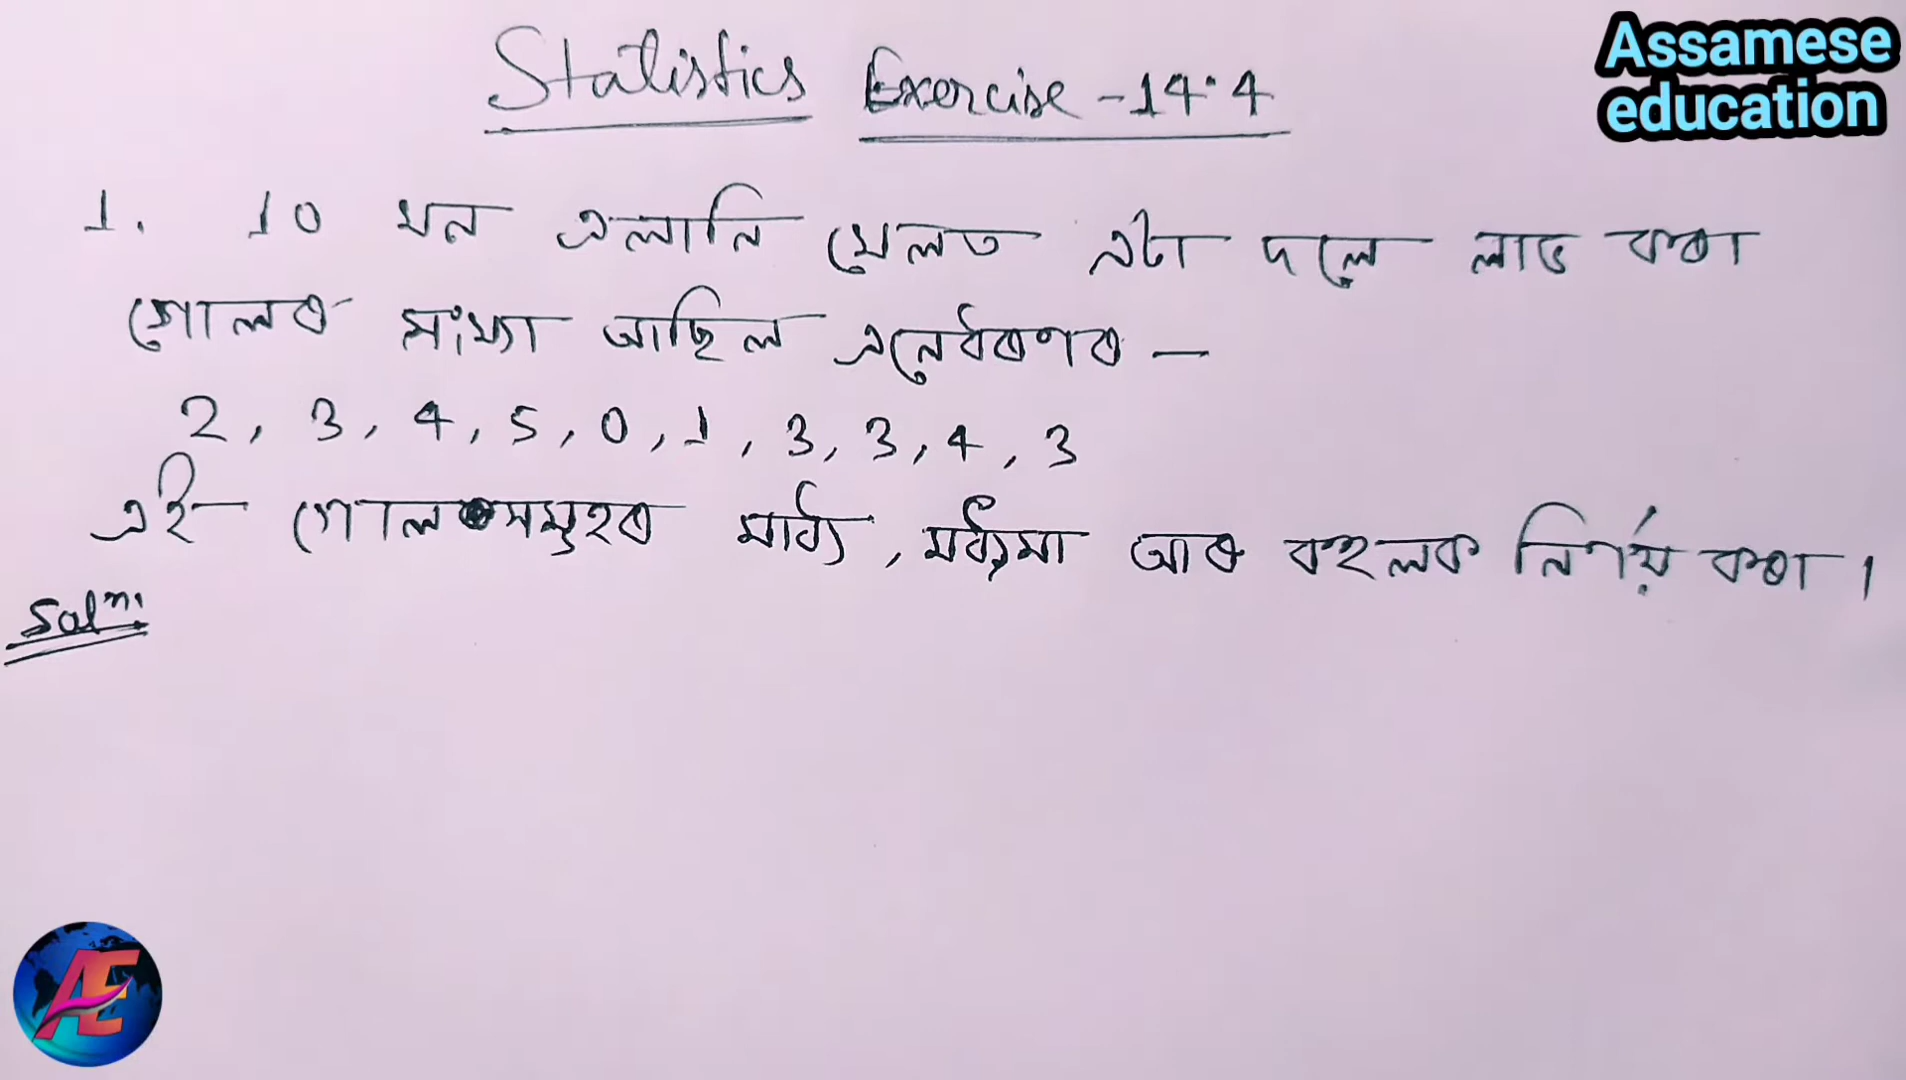 Statistics Exercise - 14.4
Assamese
education
1. 10 খন এলানি খেলত এটা দলে লাভ কৰা
গোলৰ সংখ্যা আছিল এনেধৰণৰ —
2, 3, 4, 5, 0, 1, 3, 3, 4, 3
এই গোলসমূহৰ মাধ্য, মধ্যমা আৰু বহুলক নিৰ্ণয় কৰা।
Solⁿ:
AE